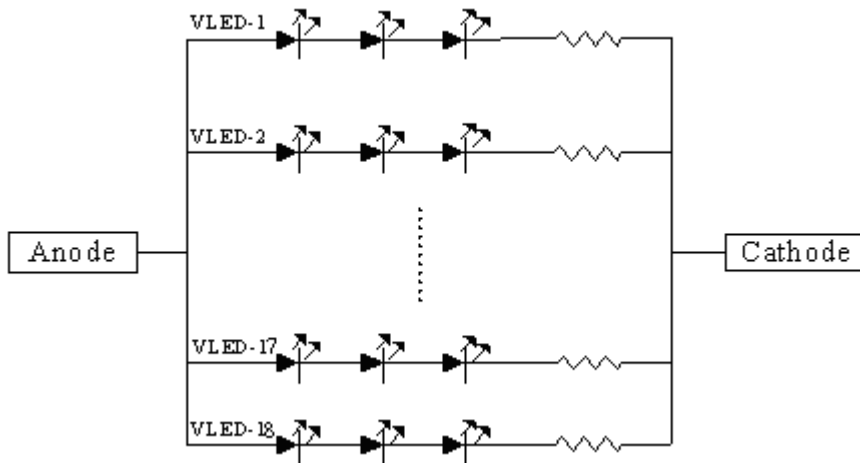 VLED-1
VLED-2
Anode
Cathode
VLED-17
VLED-18